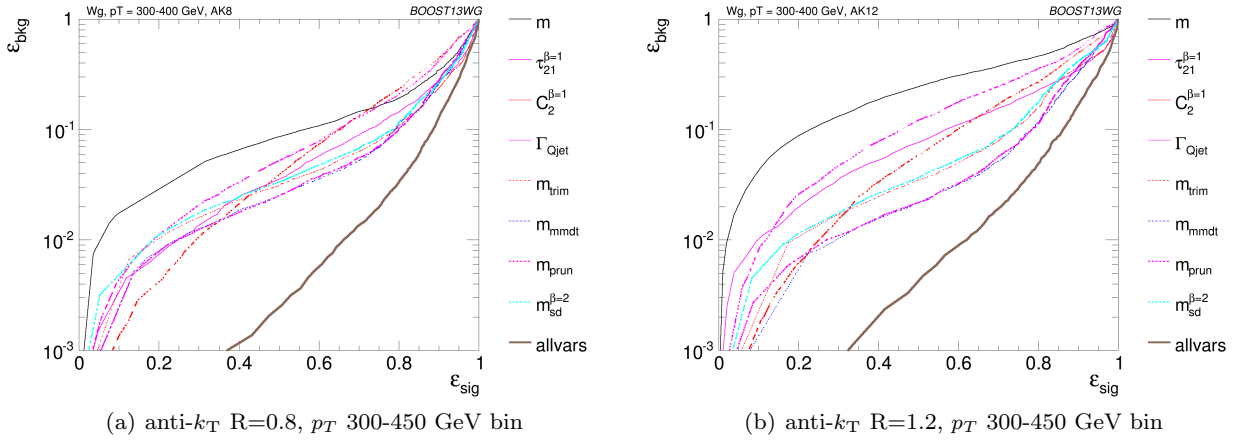 Wg, pT = 300-400 GeV, AK8 BOOST13WG
ε_bkg
1
10⁻¹
10⁻²
10⁻³
0 0.2 0.4 0.6 0.8 1
ε_sig
m
τ₂₁^β=1
C₂^β=1
Γ_Qjet
m_trim
m_mmdt
m_prun
m_sd^β=2
allvars
(a) anti-k_T R=0.8, p_T 300-450 GeV bin
Wg, pT = 300-400 GeV, AK12 BOOST13WG
ε_bkg
1
10⁻¹
10⁻²
10⁻³
0 0.2 0.4 0.6 0.8 1
ε_sig
m
τ₂₁^β=1
C₂^β=1
Γ_Qjet
m_trim
m_mmdt
m_prun
m_sd^β=2
allvars
(b) anti-k_T R=1.2, p_T 300-450 GeV bin